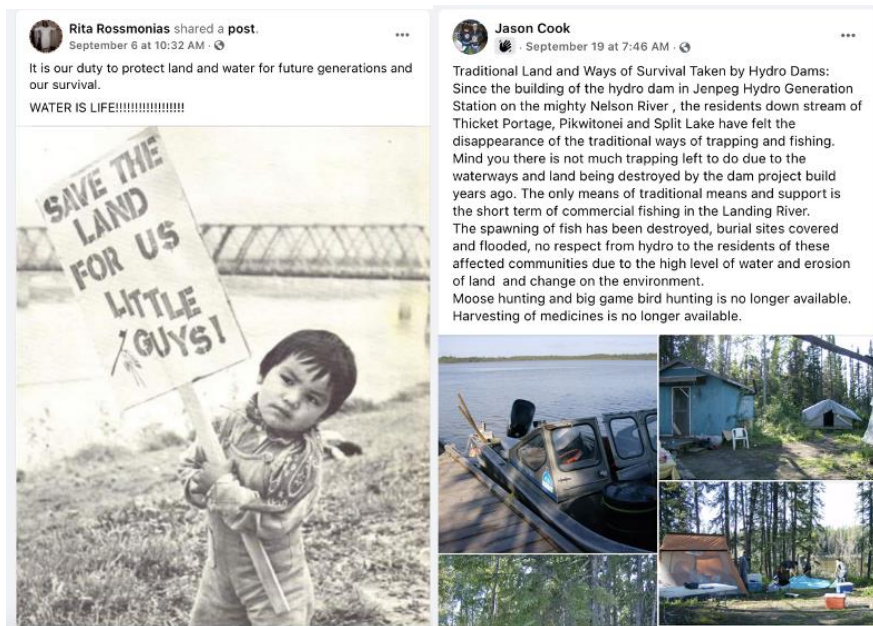 Rita Rossmonias shared a post.
September 6 at 10:32 AM ·
It is our duty to protect land and water for future generations and
our survival.
WATER IS LIFE!!!!!!!!!!!!!!!!!!
SAVE THE
LAND
FOR US
LITTLE
GUYS!
Jason Cook
· September 19 at 7:46 AM ·
Traditional Land and Ways of Survival Taken by Hydro Dams:
Since the building of the hydro dam in Jenpeg Hydro Generation
Station on the mighty Nelson River , the residents down stream of
Thicket Portage, Pikwitonei and Split Lake have felt the
disappearance of the traditional ways of trapping and fishing.
Mind you there is not much trapping left to do due to the
waterways and land being destroyed by the dam project build
years ago. The only means of traditional means and support is
the short term of commercial fishing in the Landing River.
The spawning of fish has been destroyed, burial sites covered
and flooded, no respect from hydro to the residents of these
affected communities due to the high level of water and erosion
of land and change on the environment.
Moose hunting and big game bird hunting is no longer available.
Harvesting of medicines is no longer available.